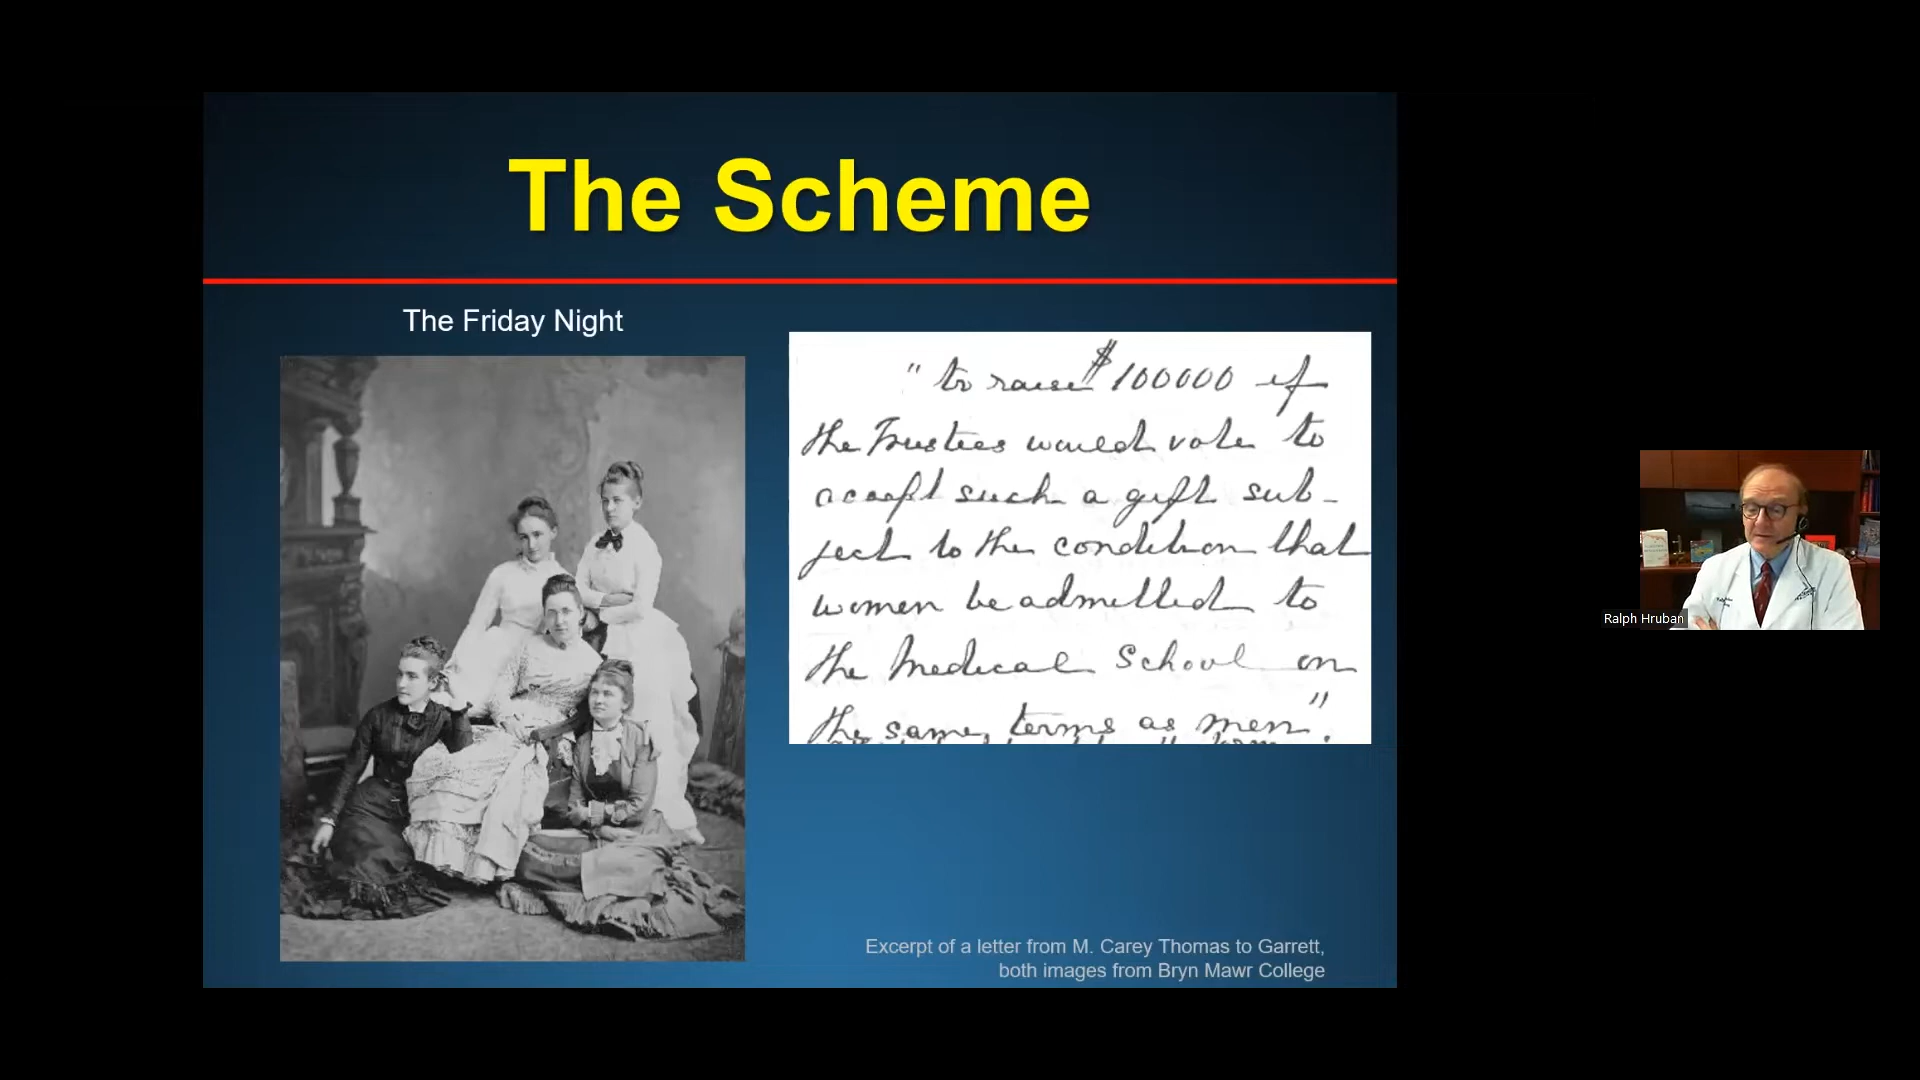 The Scheme
The Friday Night
" to raise $100000 if
the Trustees would vote to
accept such a gift sub-
ject to the condition that
women be admitted to
the Medical School on
the same terms as men".
Excerpt of a letter from M. Carey Thomas to Garrett,
both images from Bryn Mawr College
Ralph Hruban